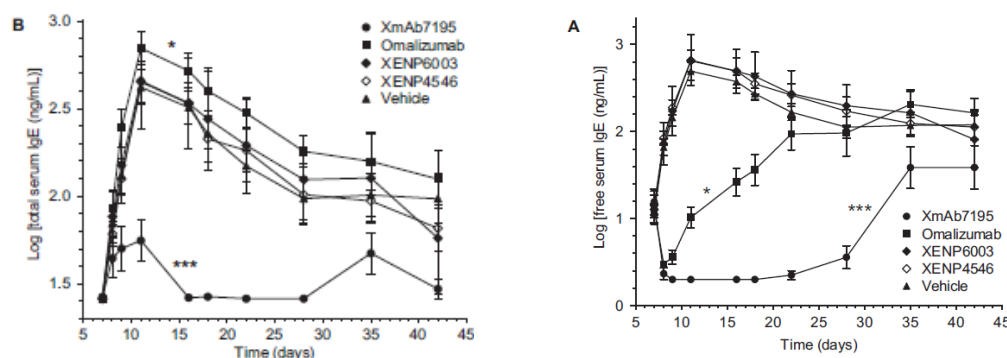 B
Log [total serum IgE (ng/mL)]
3.0
2.5
2.0
1.5
*
***
XmAb7195
Omalizumab
XENP6003
XENP4546
Vehicle
5 10 15 20 25 30 35 40 45
Time (days)
A
Log [free serum IgE (ng/mL)]
3
2
1
0
*
***
XmAb7195
Omalizumab
XENP6003
XENP4546
Vehicle
5 10 15 20 25 30 35 40 45
Time (days)